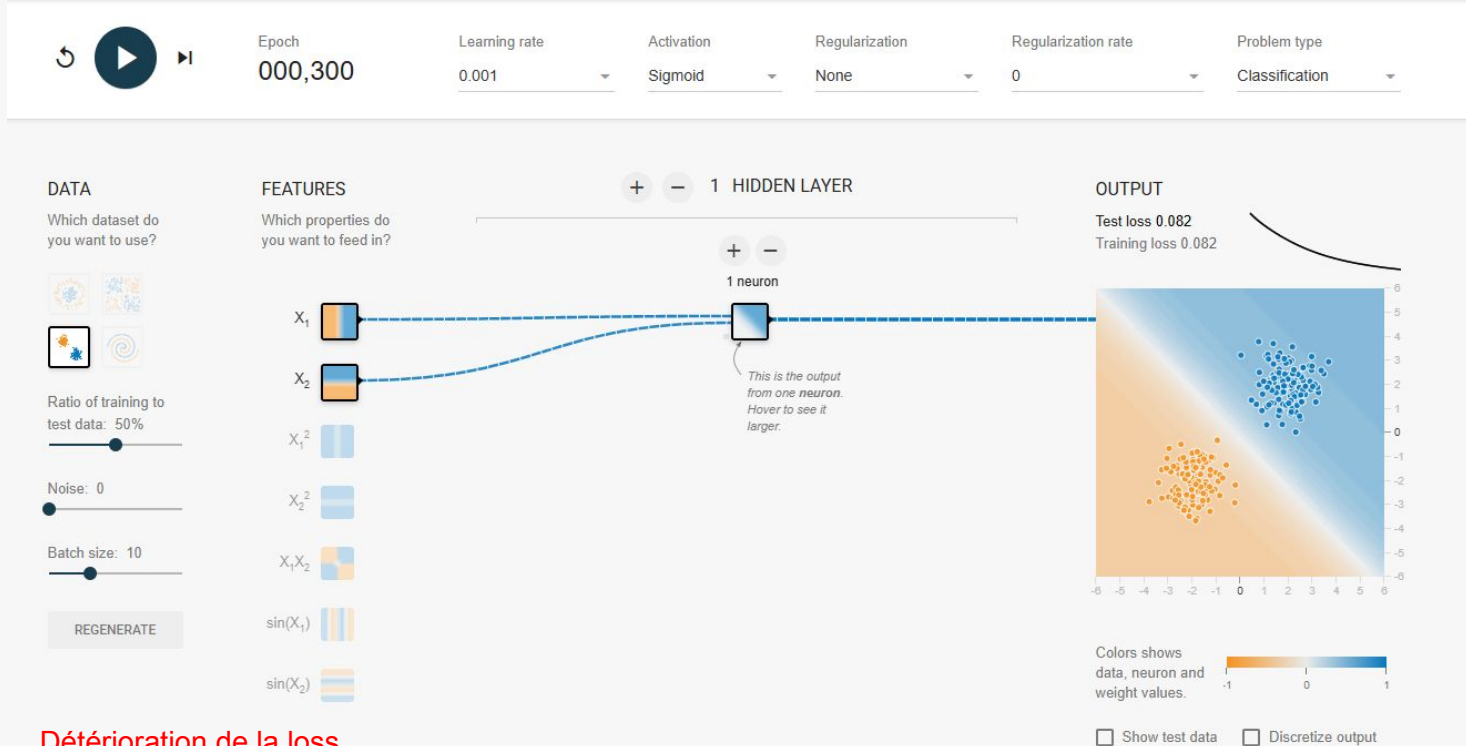 Epoch
000,300
Learning rate
0.001
Activation
Sigmoid
Regularization
None
Regularization rate
0
Problem type
Classification
DATA
Which dataset do
you want to use?
Ratio of training to
test data: 50%
Noise: 0
Batch size: 10
REGENERATE
FEATURES
Which properties do
you want to feed in?
X₁
X₂
X₁²
X₂²
X₁X₂
sin(X₁)
sin(X₂)
+ − 1 HIDDEN LAYER
+ −
1 neuron
This is the output
from one neuron.
Hover to see it
larger.
OUTPUT
Test loss 0.082
Training loss 0.082
6
5
4
3
2
1
0
-1
-2
-3
-4
-5
-6
-6 -5 -4 -3 -2 -1 0 1 2 3 4 5 6
Colors shows
data, neuron and
weight values.
-1 0 1
Show test data Discretize output
Détérioration de la loss